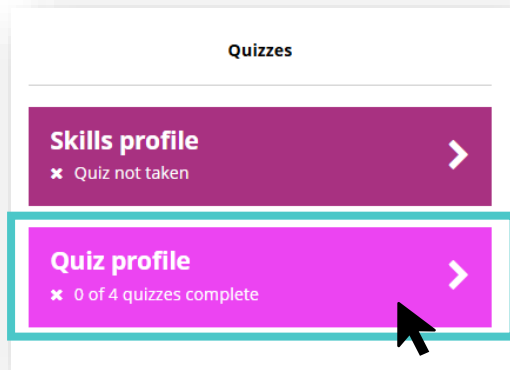 Quizzes
Skills profile
✖ Quiz not taken
Quiz profile
✖ 0 of 4 quizzes complete